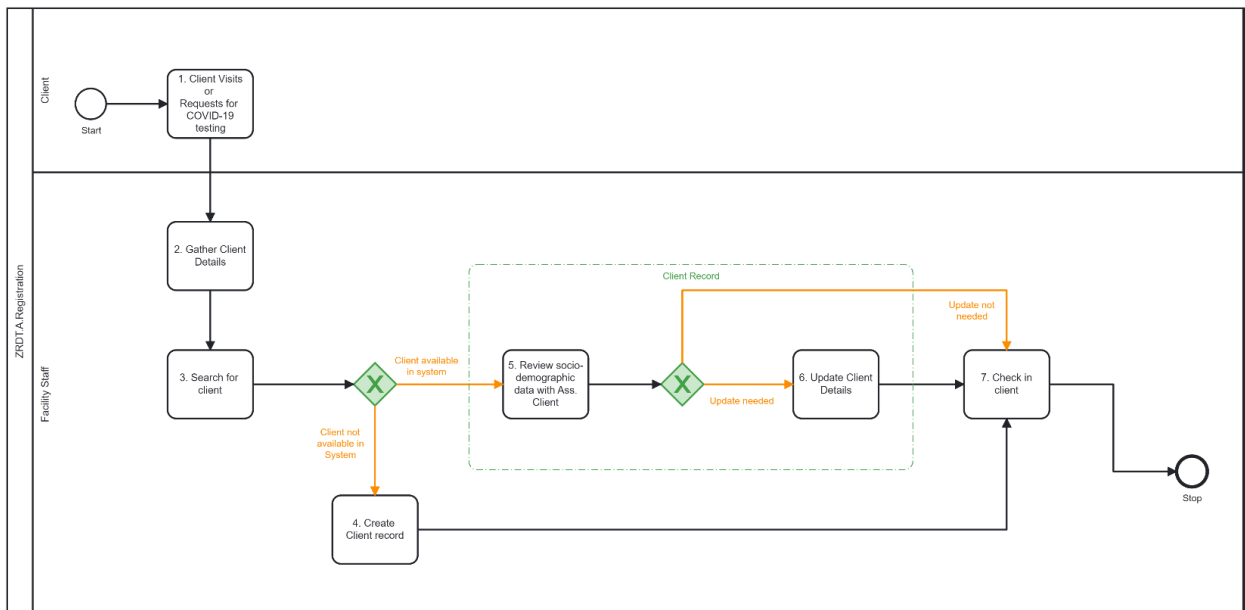 ZRDT.A.Registration
Client
Start
1. Client Visits
or
Requests for
COVID-19
testing
Facility Staff
2. Gather Client
Details
3. Search for
client
Client available
in system
Client not
available in
System
4. Create
Client record
Client Record
5. Review socio-
demographic
data with Ass.
Client
Update needed
Update not
needed
6. Update Client
Details
7. Check in
client
Stop